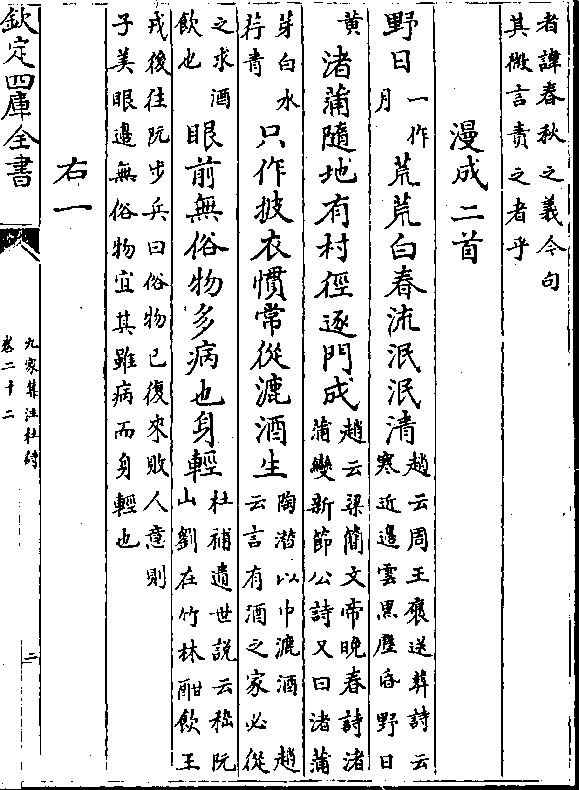 者諱春秋之義今句
其微言责之者乎
漫成二首
野日一作月荒荒白春流泯泯清趙云周王褒送葬詩云寒近邉雲黑塵昏野日
黄渚蒲隨地有村徑逐門成趙云梁簡文帝晚春詩渚蒲變新節公詩又曰渚蒲
芽白水荇青只作披衣慣常從漉酒生陶潜以巾漉酒趙云言有酒之家必從
之求酒飲也眼前無俗物多病也身輕杜補遺世說云嵇阮山劉在竹林酣飲王
戎後往阮步兵曰俗物已復來敗人意則
子美眼邉無俗物宜其雖病而身輕也
右一
欽定四庫全書
九家集注杜詩
卷二十二
二